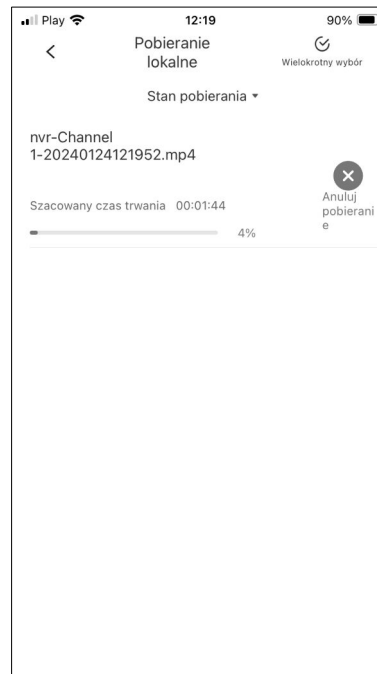 Play 12:19 90%
Pobieranie
lokalne
Wielokrotny wybór
Stan pobierania
nvr-Channel
1-20240124121952.mp4
Szacowany czas trwania 00:01:44
Anuluj
pobierani
e
4%